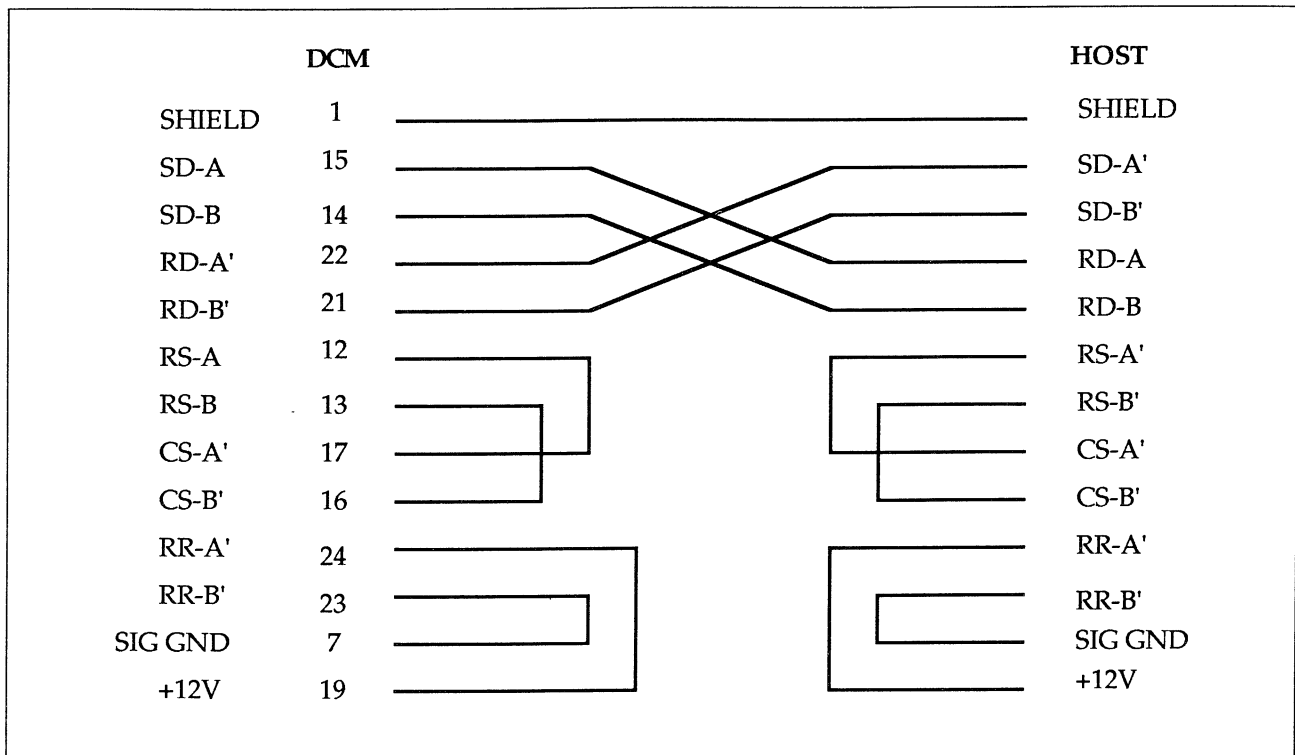 DCM HOST
SHIELD 1 SHIELD
SD-A 15 SD-A'
SD-B 14 SD-B'
RD-A' 22 RD-A
RD-B' 21 RD-B
RS-A 12 RS-A'
RS-B 13 RS-B'
CS-A' 17 CS-A'
CS-B' 16 CS-B'
RR-A' 24 RR-A'
RR-B' 23 RR-B'
SIG GND 7 SIG GND
+12V 19 +12V